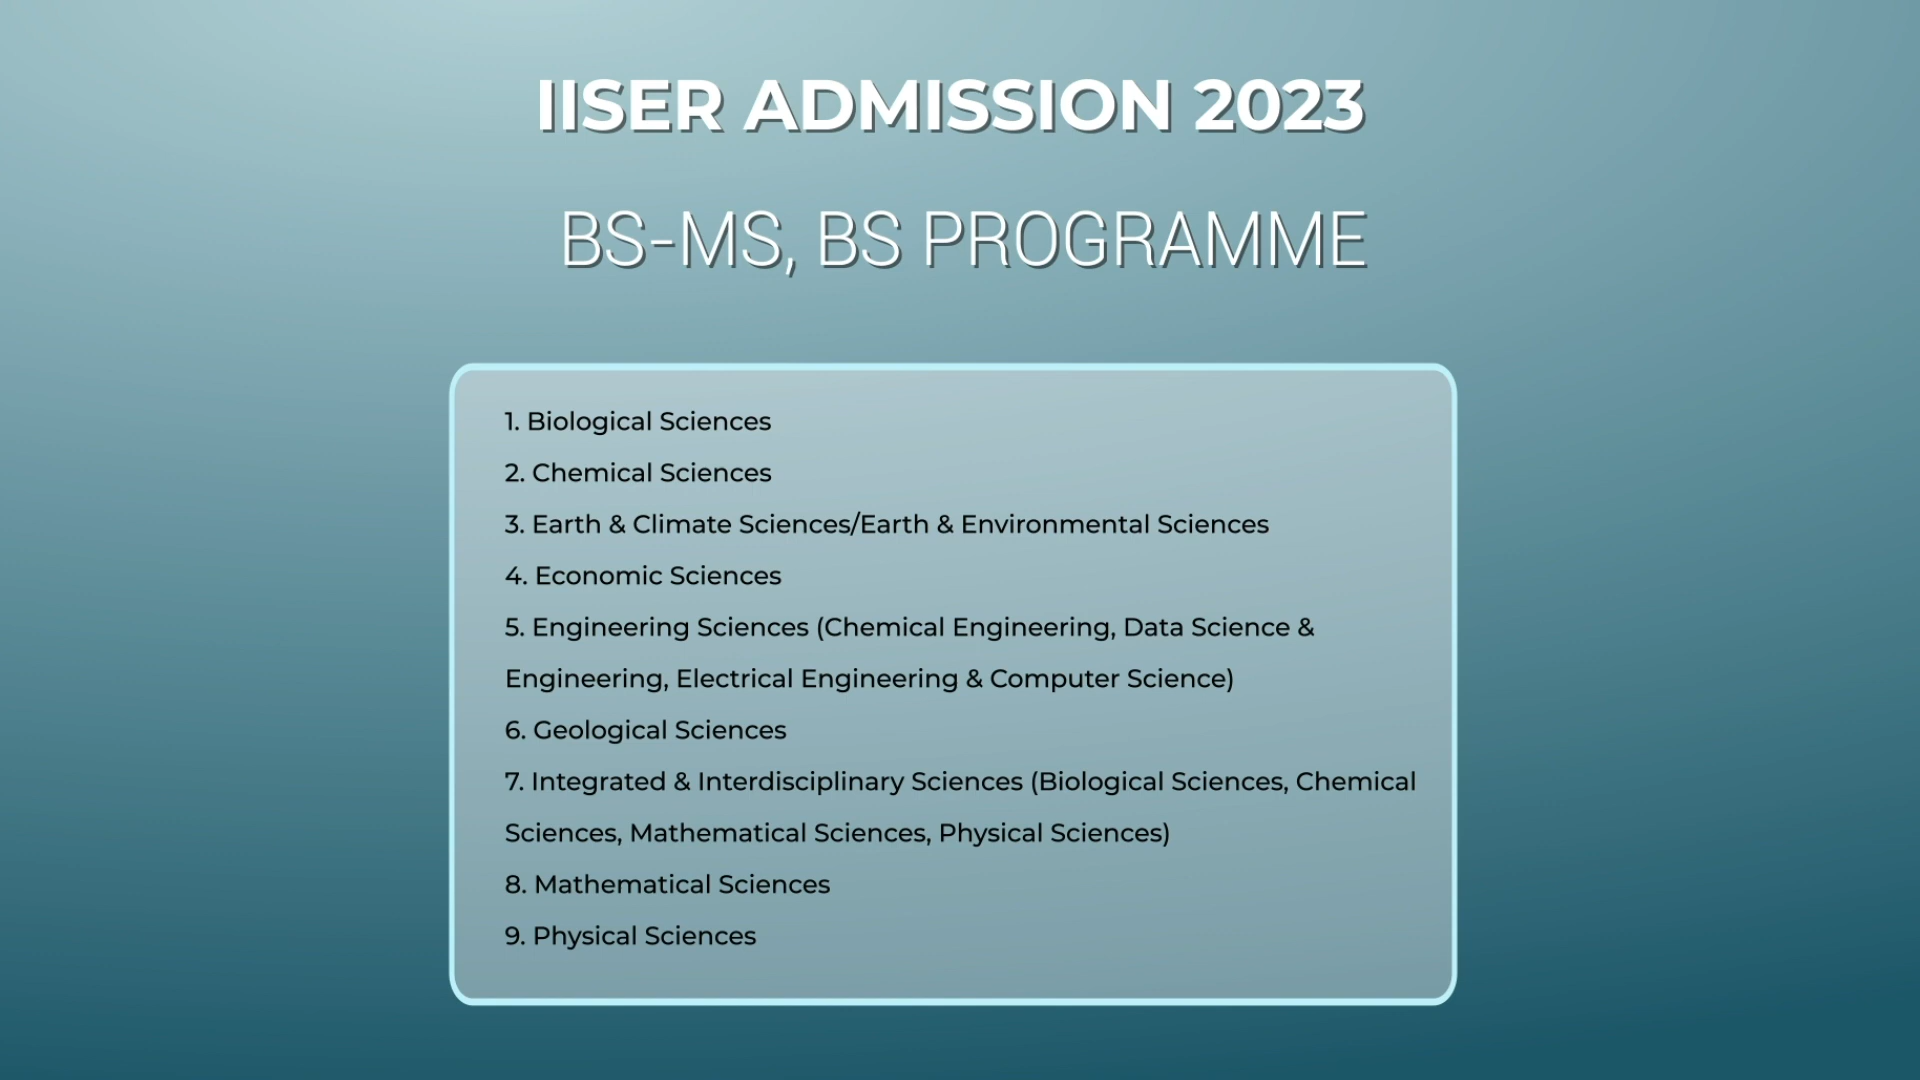 IISER ADMISSION 2023
BS-MS, BS PROGRAMME
1. Biological Sciences
2. Chemical Sciences
3. Earth & Climate Sciences/Earth & Environmental Sciences
4. Economic Sciences
5. Engineering Sciences (Chemical Engineering, Data Science &
Engineering, Electrical Engineering & Computer Science)
6. Geological Sciences
7. Integrated & Interdisciplinary Sciences (Biological Sciences, Chemical
Sciences, Mathematical Sciences, Physical Sciences)
8. Mathematical Sciences
9. Physical Sciences